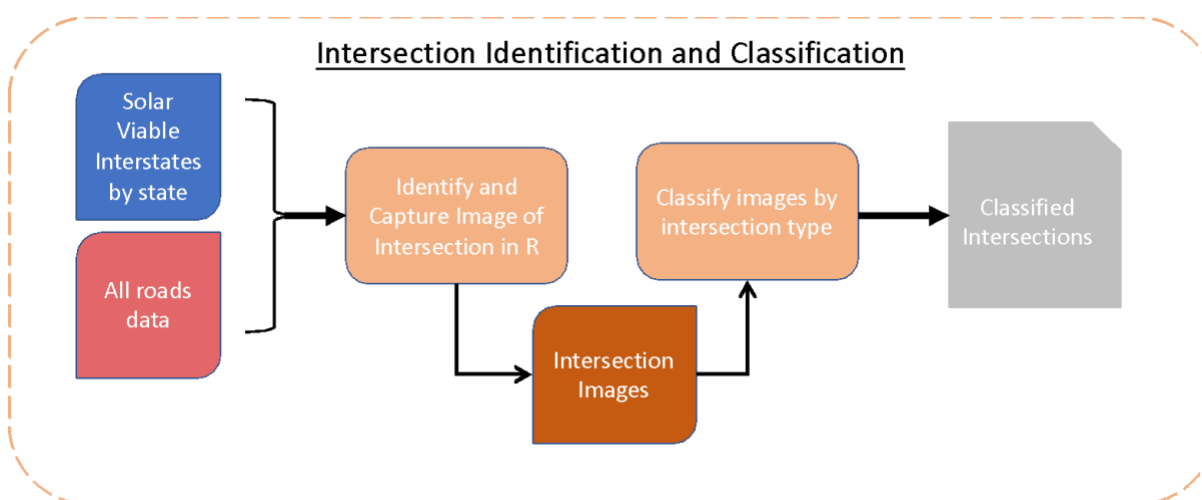 Intersection Identification and Classification
Solar
Viable
Interstates
by state
All roads
data
Identify and
Capture Image of
Intersection in R
Intersection
Images
Classify images by
intersection type
Classified
Intersections